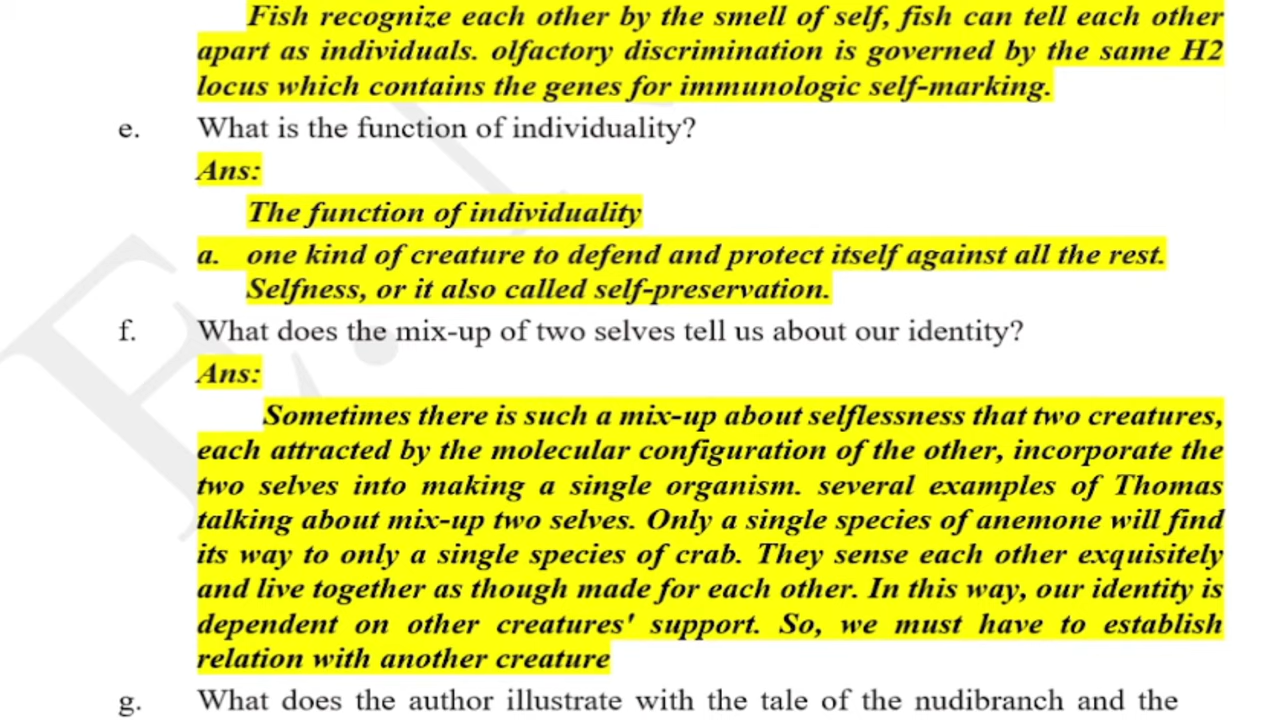 Fish recognize each other by the smell of self, fish can tell each other
apart as individuals. olfactory discrimination is governed by the same H2
locus which contains the genes for immunologic self-marking.
e. What is the function of individuality?
Ans:
The function of individuality
a. one kind of creature to defend and protect itself against all the rest.
Selfness, or it also called self-preservation.
f. What does the mix-up of two selves tell us about our identity?
Ans:
Sometimes there is such a mix-up about selflessness that two creatures,
each attracted by the molecular configuration of the other, incorporate the
two selves into making a single organism. several examples of Thomas
talking about mix-up two selves. Only a single species of anemone will find
its way to only a single species of crab. They sense each other exquisitely
and live together as though made for each other. In this way, our identity is
dependent on other creatures' support. So, we must have to establish
relation with another creature
g. What does the author illustrate with the tale of the nudibranch and the